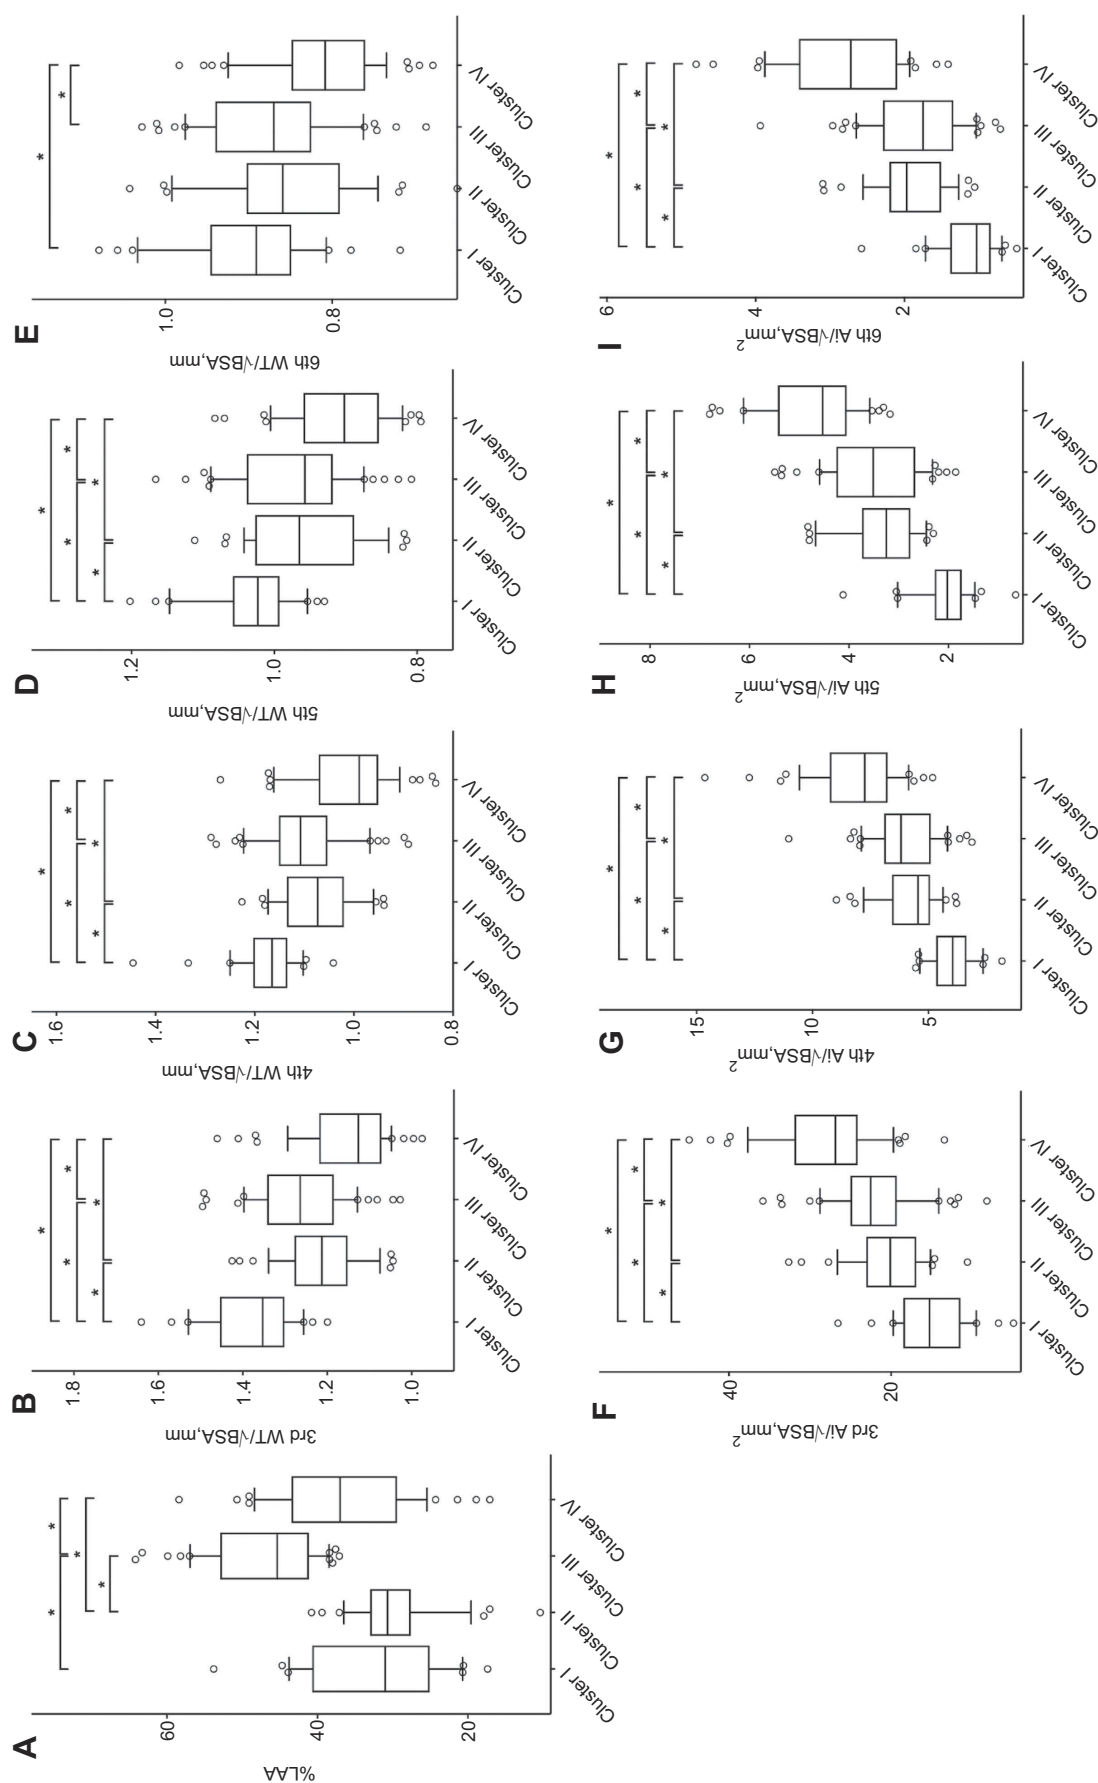 A
%LAA
60
40
20
Cluster I
Cluster II
Cluster III
Cluster IV
*
*
*
*
*
B
3rd WT/√BSA,mm
1.8
1.6
1.4
1.2
1.0
Cluster I
Cluster II
Cluster III
Cluster IV
*
*
*
*
*
C
4th WT/√BSA,mm
1.6
1.4
1.2
1.0
0.8
Cluster I
Cluster II
Cluster III
Cluster IV
*
*
*
*
*
D
5th WT/√BSA,mm
1.2
1.0
0.8
Cluster I
Cluster II
Cluster III
Cluster IV
*
*
*
*
*
E
6th WT/√BSA,mm
1.0
0.8
Cluster I
Cluster II
Cluster III
Cluster IV
*
*
F
3rd Ai/√BSA,mm²
40
20
Cluster I
Cluster II
Cluster III
Cluster IV
*
*
*
*
*
G
4th Ai/√BSA,mm²
15
10
5
Cluster I
Cluster II
Cluster III
Cluster IV
*
*
*
*
*
H
5th Ai/√BSA,mm²
8
6
4
2
Cluster I
Cluster II
Cluster III
Cluster IV
*
*
*
*
*
I
6th Ai/√BSA,mm²
6
4
2
Cluster I
Cluster II
Cluster III
Cluster IV
*
*
*
*
*